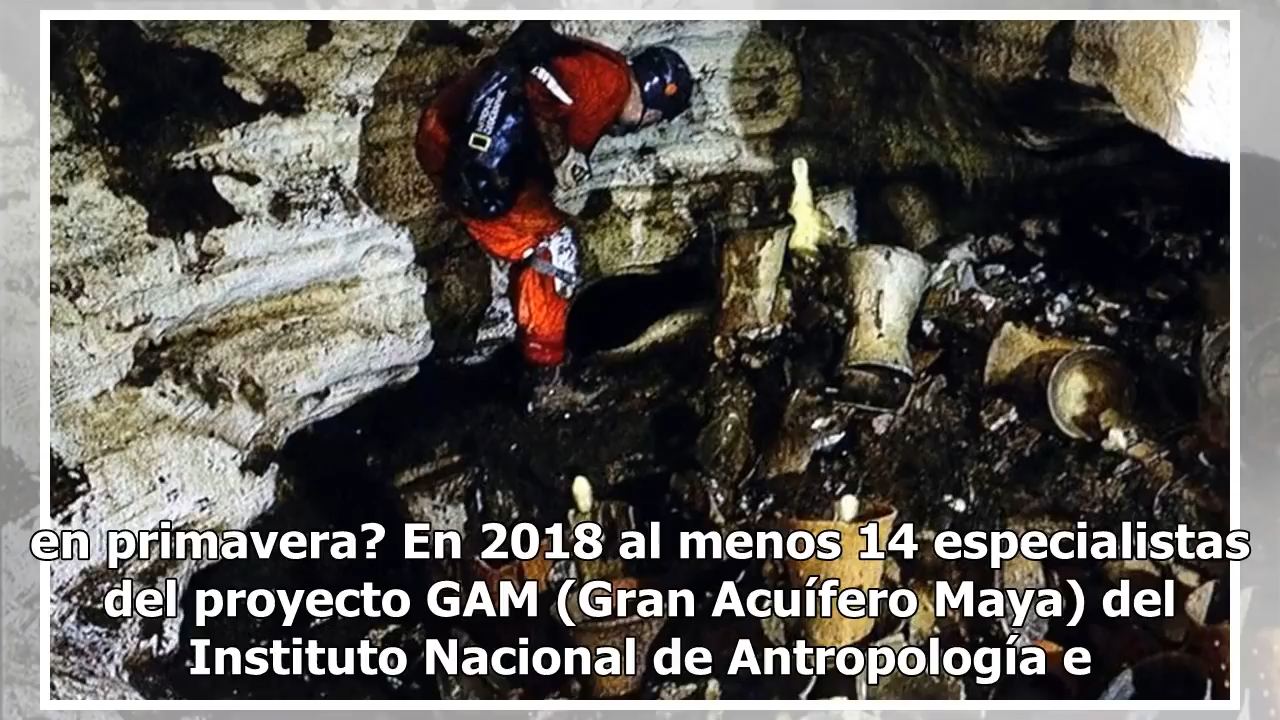 en primavera? En 2018 al menos 14 especialistas
del proyecto GAM (Gran Acuífero Maya) del
Instituto Nacional de Antropología e